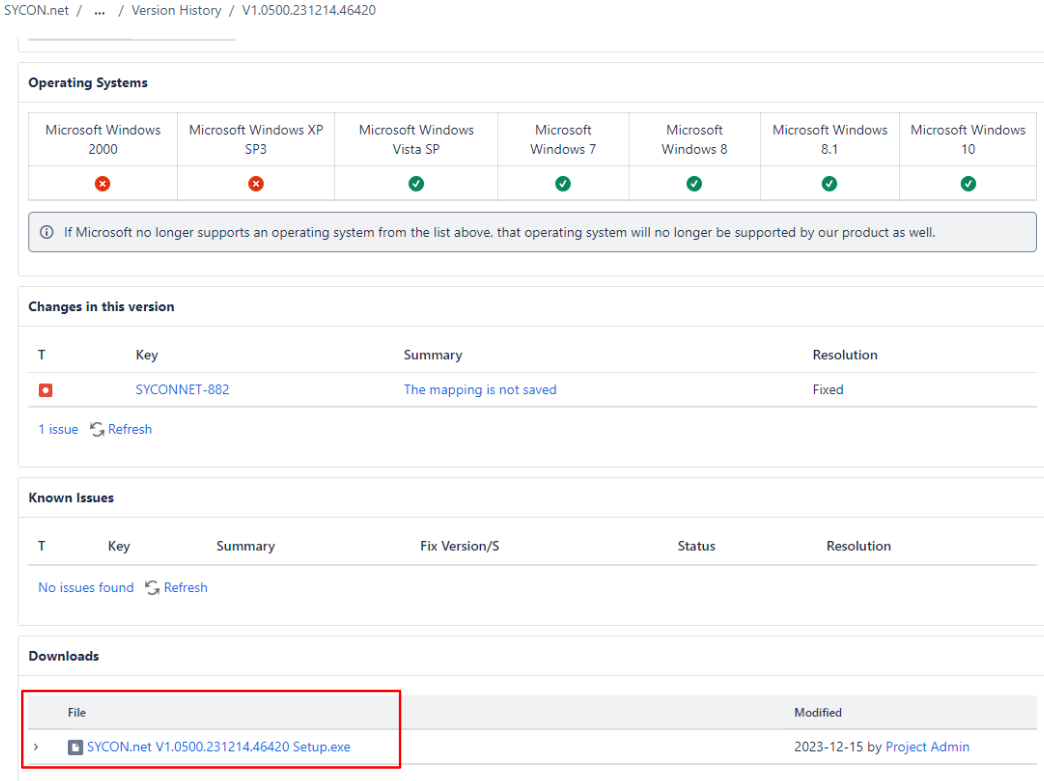 SYCON.net / ... / Version History / V1.0500.231214.46420
Operating Systems
Microsoft Windows 2000
Microsoft Windows XP SP3
Microsoft Windows Vista SP
Microsoft Windows 7
Microsoft Windows 8
Microsoft Windows 8.1
Microsoft Windows 10
If Microsoft no longer supports an operating system from the list above, that operating system will no longer be supported by our product as well.
Changes in this version
T Key Summary Resolution
SYCONNET-882 The mapping is not saved Fixed
1 issue Refresh
Known Issues
T Key Summary Fix Version/S Status Resolution
No issues found Refresh
Downloads
File Modified
SYCON.net V1.0500.231214.46420 Setup.exe 2023-12-15 by Project Admin